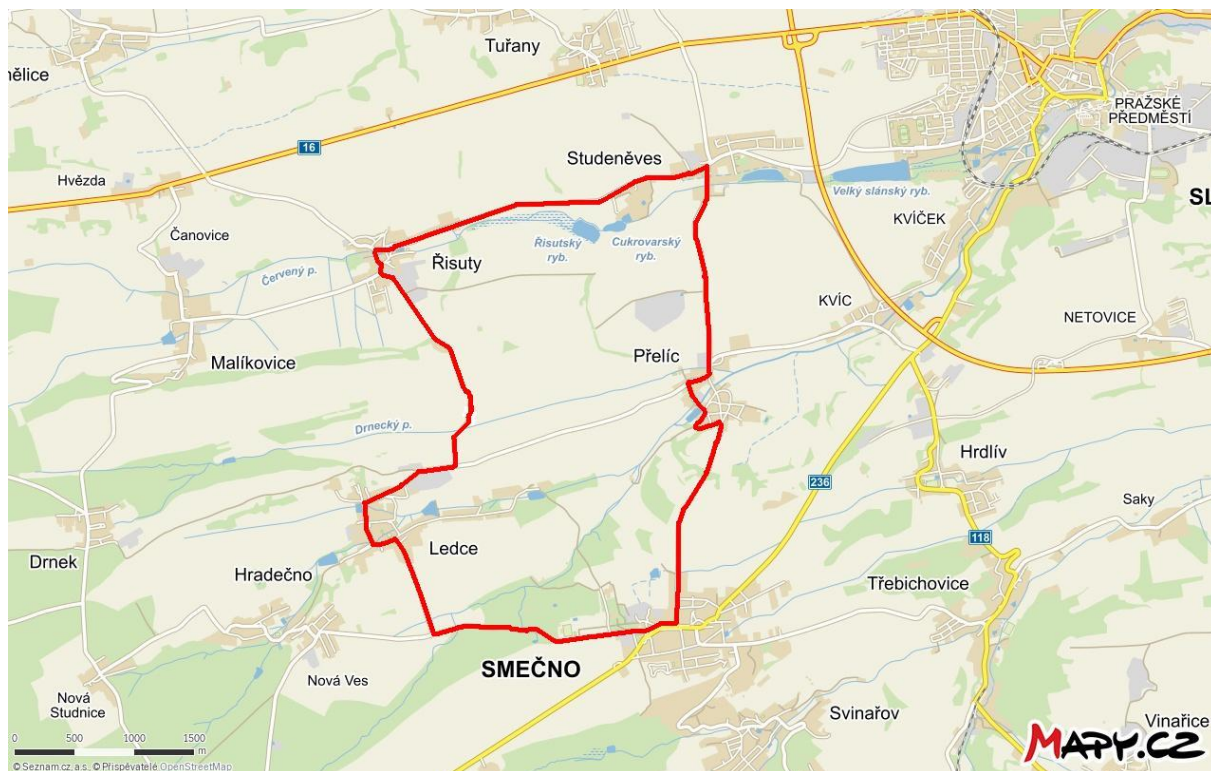 Tuřany
nělice
PRAŽSKÉ
PŘEDMĚSTÍ
16
Studeněves
Hvězda
Velký slánský ryb.
SL
KVÍČEK
Čanovice
Řisutský
ryb.
Cukrovarský
ryb.
Řisuty
Červený p.
KVÍC
NETOVICE
Malíkovice
Přelíc
Drnecký p.
Hrdlív
236
Saky
118
Drnek
Ledce
Hradečno
Třebichovice
SMEČNO
Nová Ves
Nová
Studnice
Svinařov
Vinařice
0 500 1000 1500
m
MAPY.CZ
© Seznam.cz, a.s. © Přispěvatelé OpenStreetMap